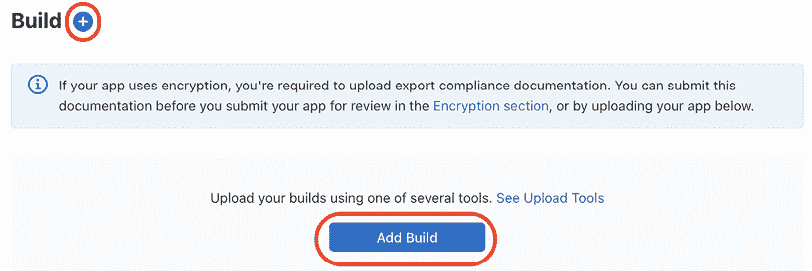 Build +
If your app uses encryption, you're required to upload export compliance documentation. You can submit this
documentation before you submit your app for review in the Encryption section, or by uploading your app below.
Upload your builds using one of several tools. See Upload Tools
Add Build